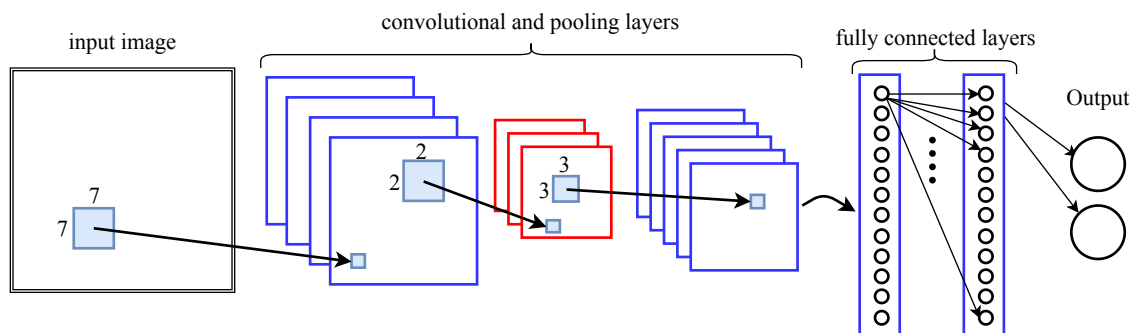 convolutional and pooling layers
input image
fully connected layers
Output
7
7
2
2
3
3